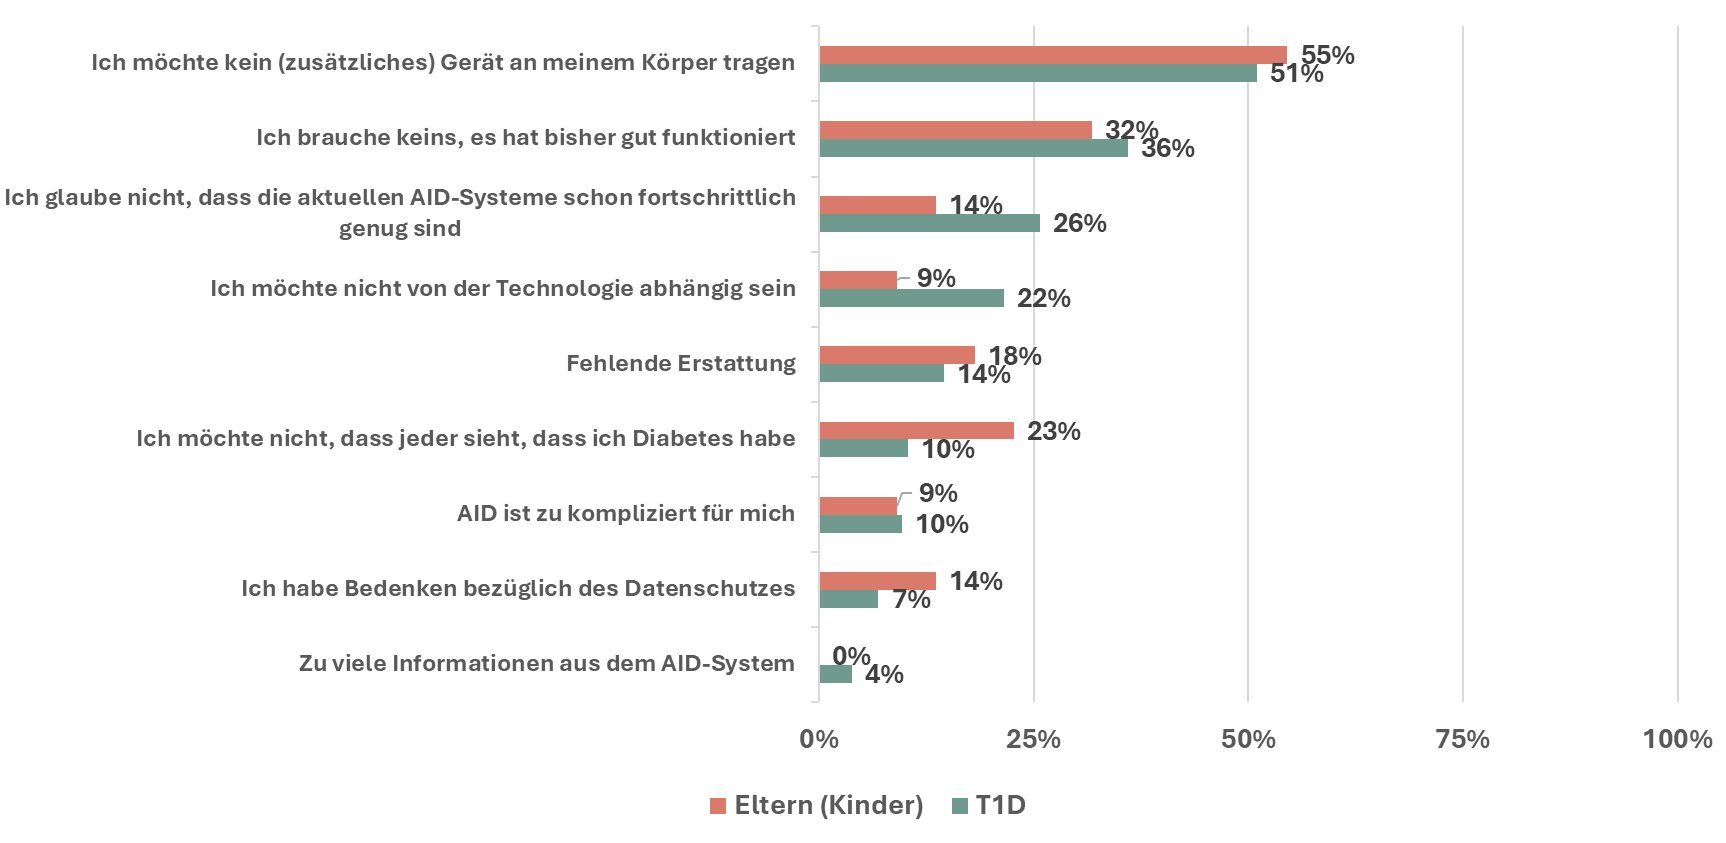 Ich möchte kein (zusätzliches) Gerät an meinem Körper tragen
55%
51%
Ich brauche keins, es hat bisher gut funktioniert
32%
36%
Ich glaube nicht, dass die aktuellen AID-Systeme schon fortschrittlich
genug sind
14%
26%
Ich möchte nicht von der Technologie abhängig sein
9%
22%
Fehlende Erstattung
18%
14%
Ich möchte nicht, dass jeder sieht, dass ich Diabetes habe
23%
10%
AID ist zu kompliziert für mich
9%
10%
Ich habe Bedenken bezüglich des Datenschutzes
14%
7%
Zu viele Informationen aus dem AID-System
0%
4%
0% 25% 50% 75% 100%
Eltern (Kinder) T1D